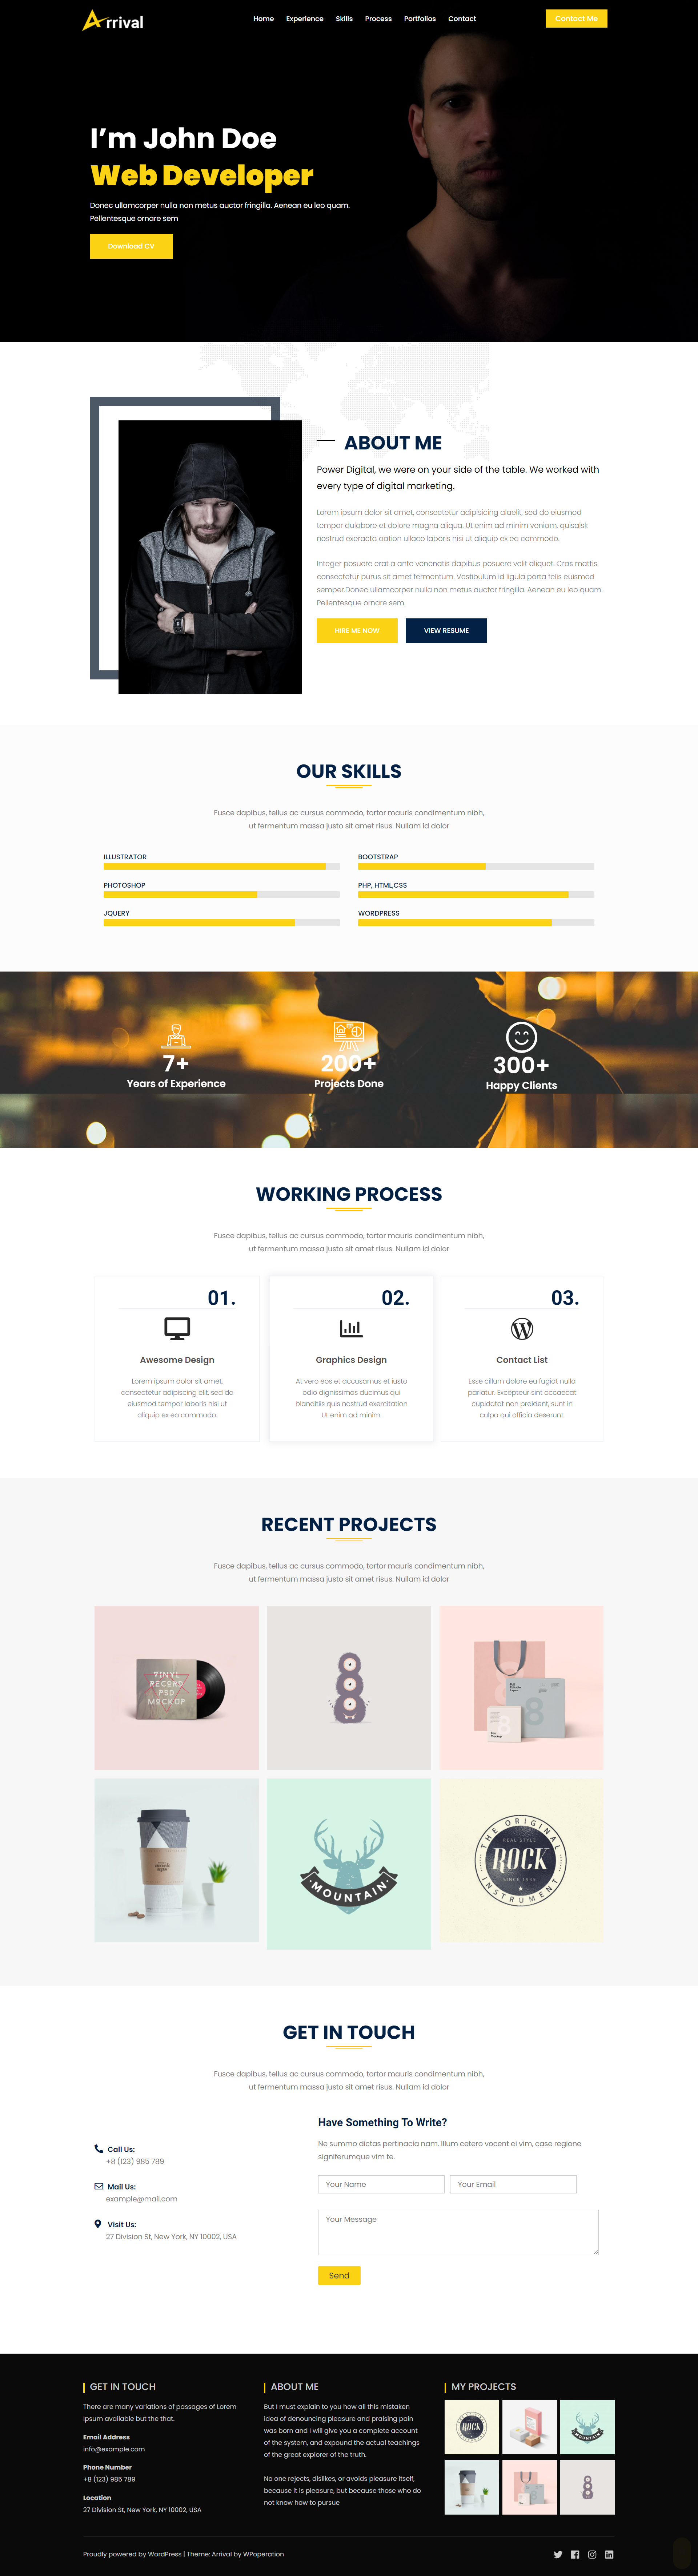 Arrival
Home Experience Skills Process Portfolios Contact
Contact Me
I'm John Doe
Web Developer
Donec ullamcorper nulla non metus auctor fringilla. Aenean eu leo quam.
Pellentesque ornare sem
Download CV
ABOUT ME
Power Digital, we were on your side of the table. We worked with
every type of digital marketing.
Lorem ipsum dolor sit amet, consectetur adipisicing elaelit, sed do eiusmod
tempor dulabore et dolore magna aliqua. Ut enim ad minim veniam, quisalsk
nostrud exeracta oation ullaco laboris nisi ut aliquip ex ea commodo.
Integer posuere erat a ante venenatis dapibus posuere velit aliquet. Cras mattis
consectetur purus sit amet fermentum. Vestibulum id ligula porta felis euismod
semper.Donec ullamcorper nulla non metus auctor fringilla. Aenean eu leo quam.
Pellentesque ornare sem.
HIRE ME NOW
VIEW RESUME
OUR SKILLS
Fusce dapibus, tellus ac cursus commodo, tortor mauris condimentum nibh,
ut fermentum massa justo sit amet risus. Nullam id dolor
ILLUSTRATOR
BOOTSTRAP
PHOTOSHOP
PHP, HTML,CSS
JQUERY
WORDPRESS
7+
Years of Experience
200+
Projects Done
300+
Happy Clients
WORKING PROCESS
Fusce dapibus, tellus ac cursus commodo, tortor mauris condimentum nibh,
ut fermentum massa justo sit amet risus. Nullam id dolor
01.
Awesome Design
Lorem ipsum dolor sit amet,
consectetur adipiscing elit, sed do
eiusmod tempor laboris nisi ut
aliquip ex ea commodo.
02.
Graphics Design
At vero eos et accusamus et iusto
odio dignissimos ducimus qui
blanditiis quis nostrud exercitation
Ut enim ad minim.
03.
Contact List
Esse cillum dolore eu fugiat nulla
pariatur. Excepteur sint occaecat
cupidatat non proident, sunt in
culpa qui officia deserunt.
RECENT PROJECTS
Fusce dapibus, tellus ac cursus commodo, tortor mauris condimentum nibh,
ut fermentum massa justo sit amet risus. Nullam id dolor
VINYL
RECORD
PSD
MOCKUP
8
8
MOUNTAIN
THE ORIGINAL
REAL STYLE
ROCK
SINCE
INSTRUMENT
GET IN TOUCH
Fusce dapibus, tellus ac cursus commodo, tortor mauris condimentum nibh,
ut fermentum massa justo sit amet risus. Nullam id dolor
Call Us:
+8 (123) 985 789
Mail Us:
example@mail.com
Visit Us:
27 Division St, New York, NY 10002, USA
Have Something To Write?
Ne summo dictas pertinacia nam. Illum cetero vocent ei vim, case regione
signiferumque vim te.
Your Name
Your Email
Your Message
Send
GET IN TOUCH
There are many variations of passages of Lorem
Ipsum available but the that.
Email Address
info@example.com
Phone Number
+8 (123) 985 789
Location
27 Division St, New York, NY 10002, USA
ABOUT ME
But I must explain to you how all this mistaken
idea of denouncing pleasure and praising pain
was born and I will give you a complete account
of the system, and expound the actual teachings
of the great explorer of the truth.
No one rejects, dislikes, or avoids pleasure itself,
because it is pleasure, but because those who do
not know how to pursue
MY PROJECTS
ROCK
MOUNTAIN
Proudly powered by WordPress | Theme: Arrival by WPoperation